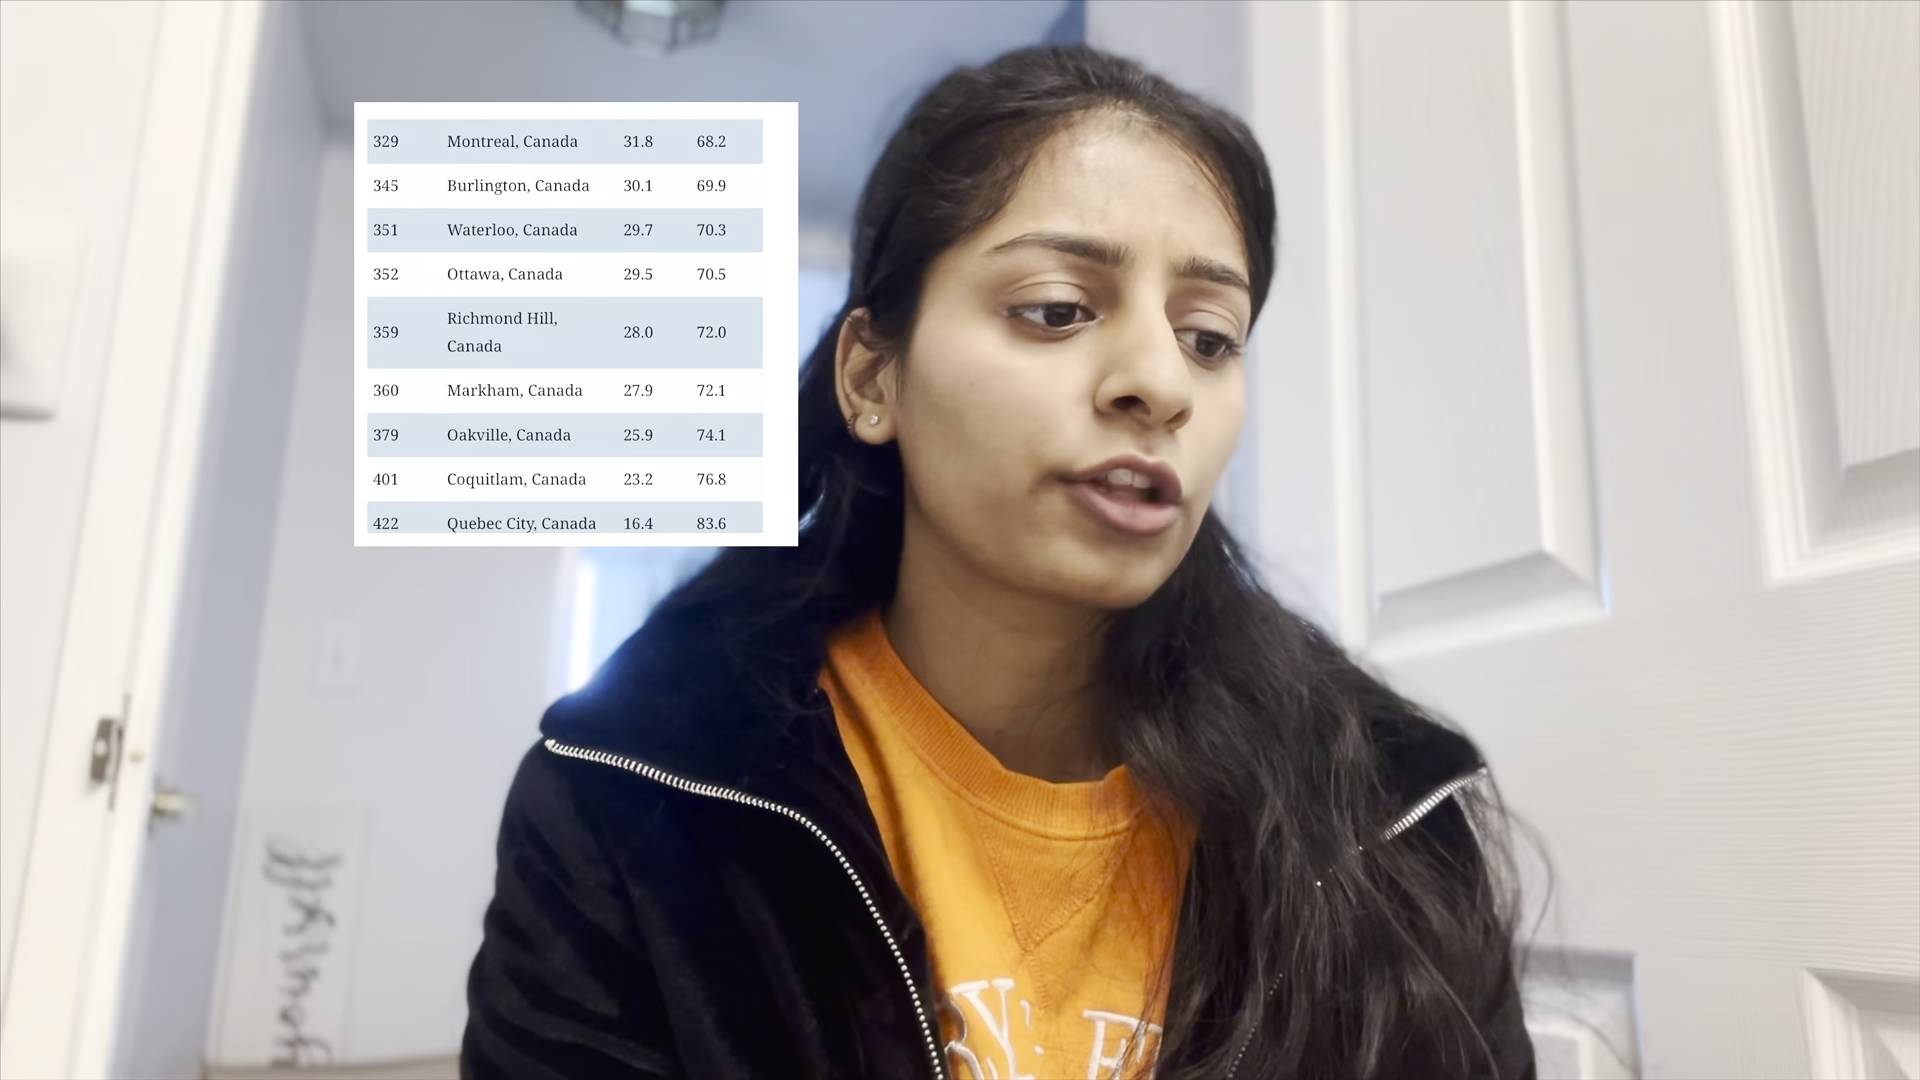 329 Montreal, Canada 31.8 68.2
345 Burlington, Canada 30.1 69.9
351 Waterloo, Canada 29.7 70.3
352 Ottawa, Canada 29.5 70.5
359 Richmond Hill, Canada 28.0 72.0
360 Markham, Canada 27.9 72.1
379 Oakville, Canada 25.9 74.1
401 Coquitlam, Canada 23.2 76.8
422 Quebec City, Canada 16.4 83.6